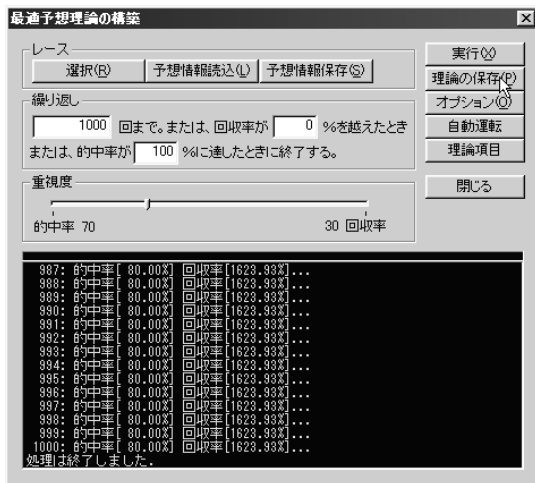 最適予想理論の構築
レース
選択(R) 予想情報読込(L) 予想情報保存(S)
繰り返し
1000 回まで。または、回収率が 0 %を越えたとき
または、的中率が 100 %に達したときに終了する。
重視度
的中率 70 30 回収率
実行(X)
理論の保存(P)
オプション(O)
自動運転
理論項目
閉じる
987: 的中率[ 80.00%] 回収率[1623.93%]...
988: 的中率[ 80.00%] 回収率[1623.93%]...
989: 的中率[ 80.00%] 回収率[1623.93%]...
990: 的中率[ 80.00%] 回収率[1623.93%]...
991: 的中率[ 80.00%] 回収率[1623.93%]...
992: 的中率[ 80.00%] 回収率[1623.93%]...
993: 的中率[ 80.00%] 回収率[1623.93%]...
994: 的中率[ 80.00%] 回収率[1623.93%]...
995: 的中率[ 80.00%] 回収率[1623.93%]...
996: 的中率[ 80.00%] 回収率[1623.93%]...
997: 的中率[ 80.00%] 回収率[1623.93%]...
998: 的中率[ 80.00%] 回収率[1623.93%]...
999: 的中率[ 80.00%] 回収率[1623.93%]...
1000: 的中率[ 80.00%] 回収率[1623.93%]...
処理は終了しました.